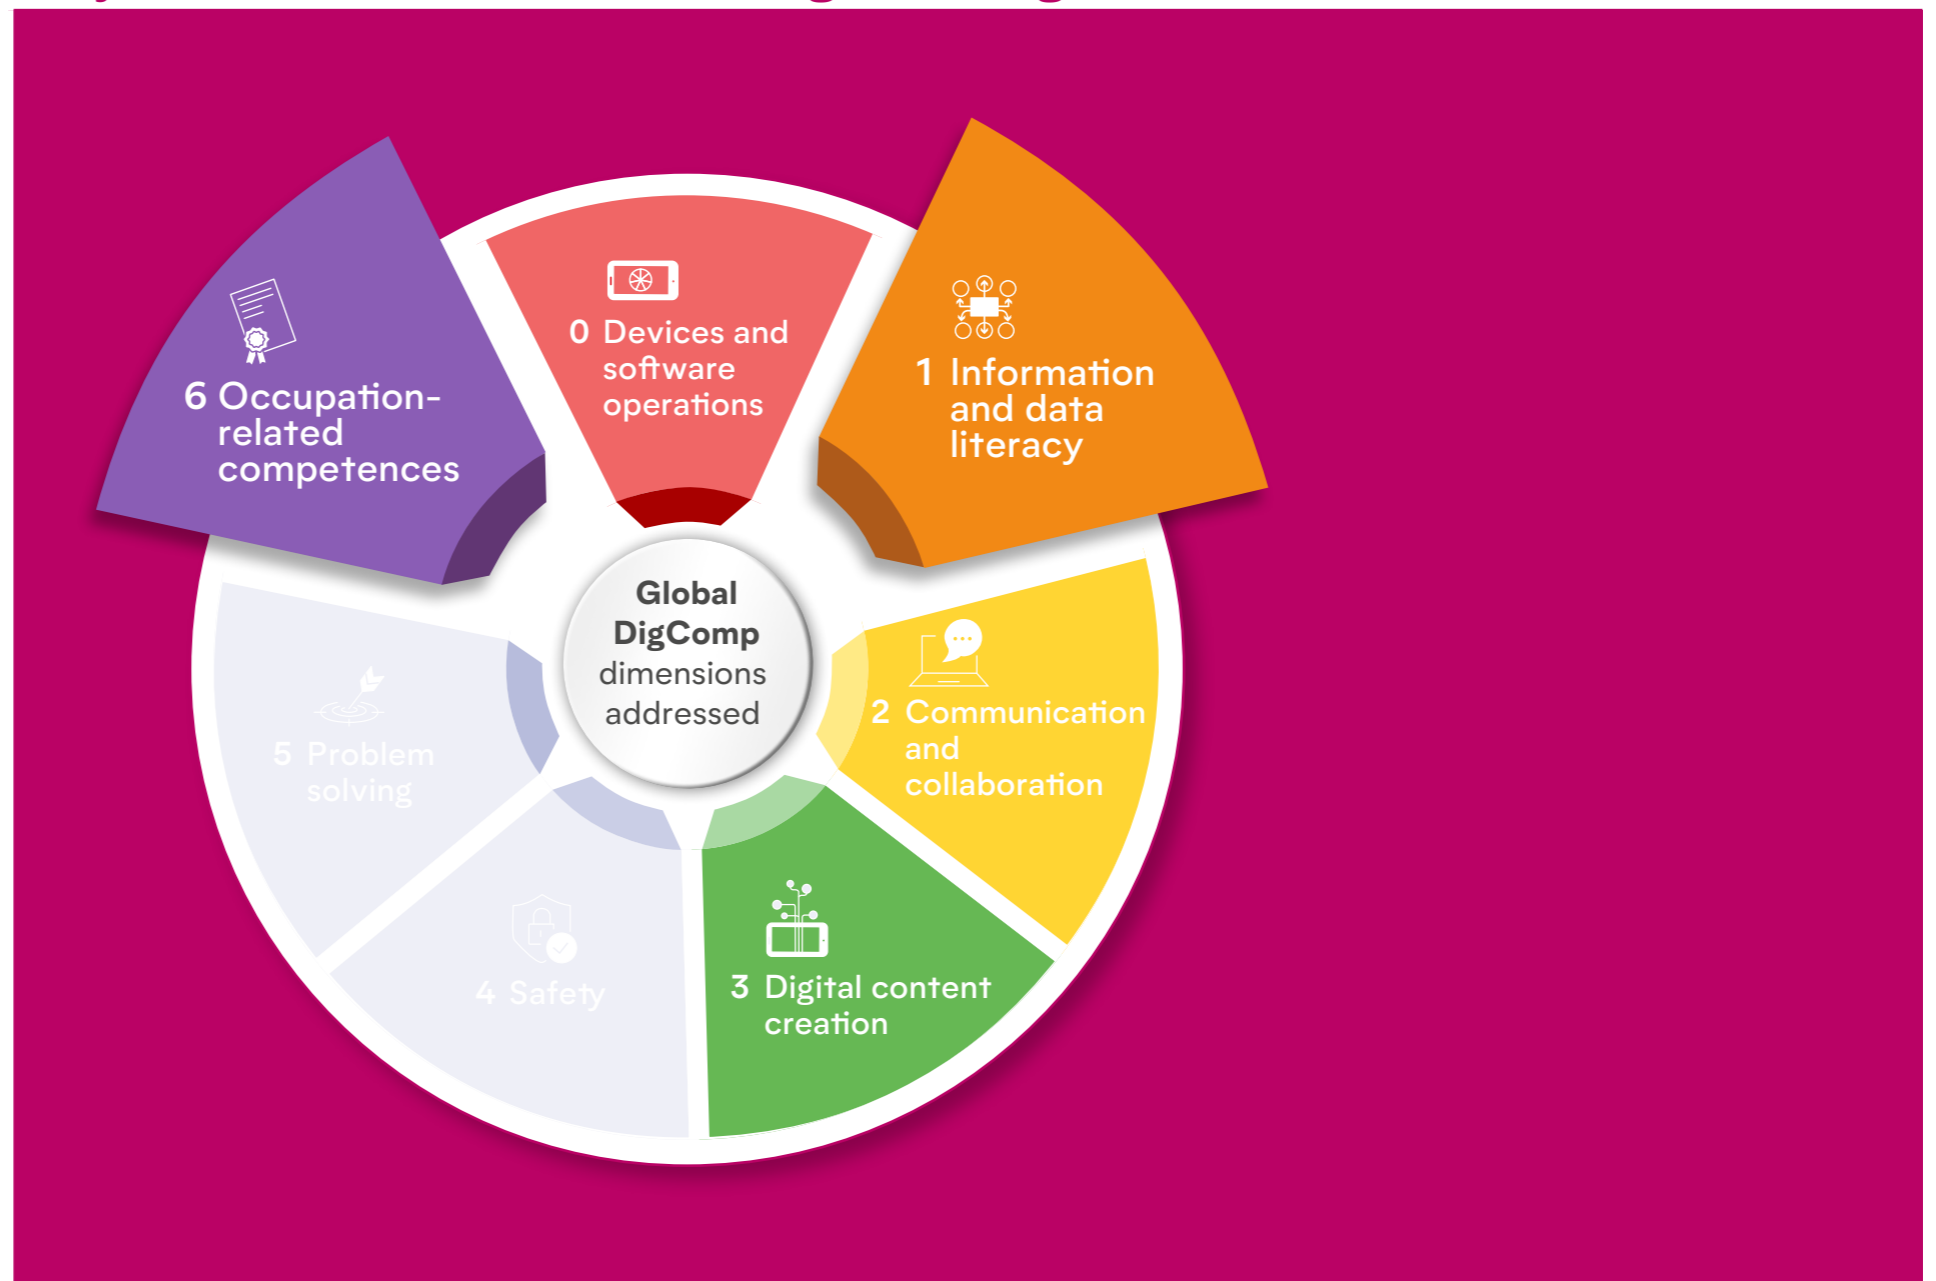 0 Devices and
software
operations
1 Information
and data
literacy
2 Communication
and
collaboration
3 Digital content
creation
4 Safety
5 Problem
solving
6 Occupation-
related
competences
Global
DigComp
dimensions
addressed